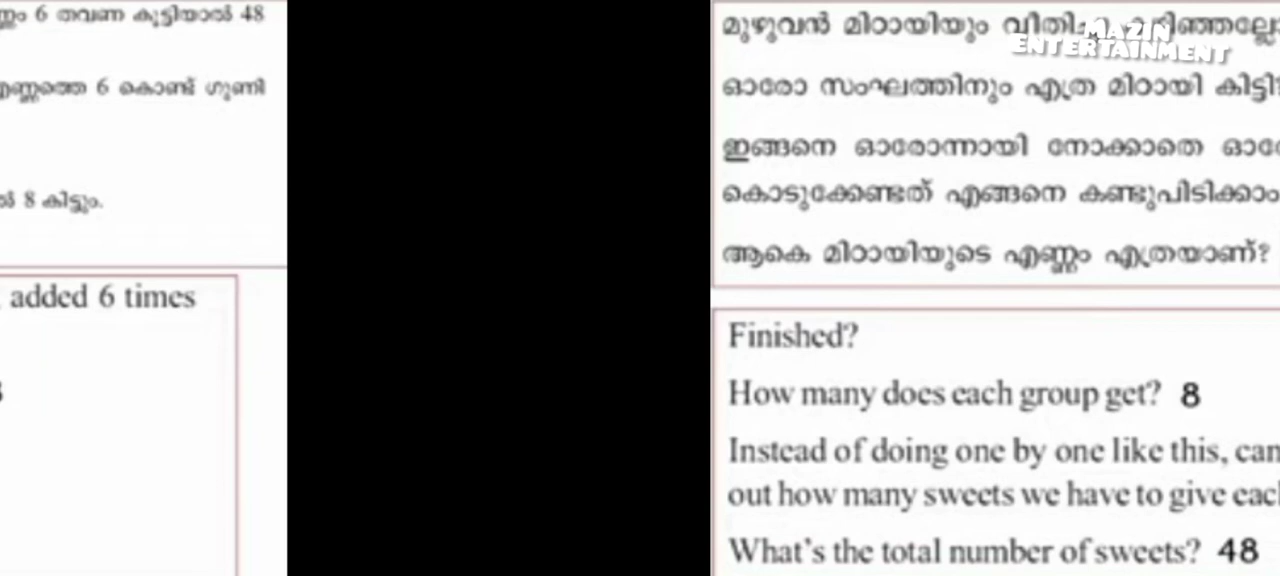 6 തവണ കൂട്ടിയാൽ 48
6 കൊണ്ട് ഗുണി
8 കിട്ടും.
added 6 times
മുഴുവൻ മിഠായിയും
MAZIN
ENTERTAINMENT
ഓരോ സംഘത്തിനും എത്ര മിഠായി കിട്ടി?
ഇങ്ങനെ ഓരോന്നായി നോക്കാതെ
കൊടുക്കേണ്ടത് എങ്ങനെ കണ്ടുപിടിക്കാം
ആകെ മിഠായിയുടെ എണ്ണം എത്രയാണ്?
Finished?
How many does each group get? 8
Instead of doing one by one like this, can
out how many sweets we have to give
What's the total number of sweets? 48